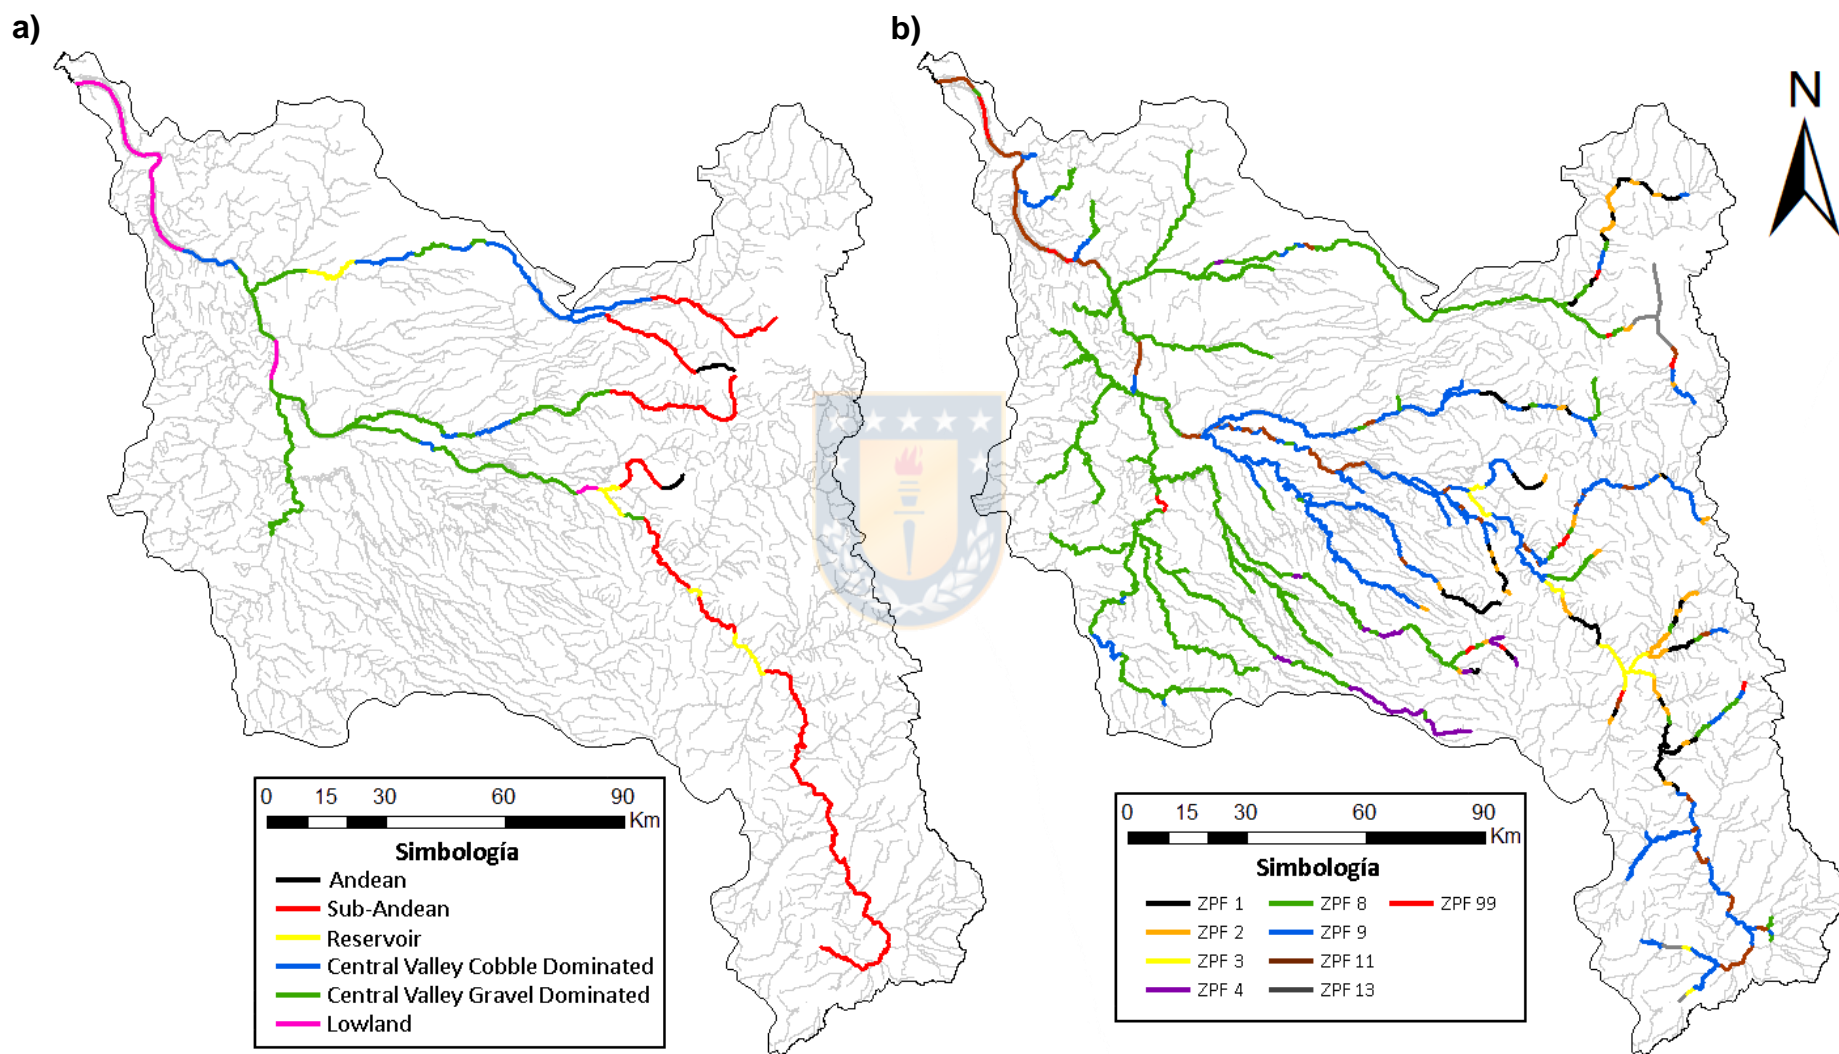 a)
b)
N
0 15 30 60 90
Km
Simbología
Andean
Sub-Andean
Reservoir
Central Valley Cobble Dominated
Central Valley Gravel Dominated
Lowland
0 15 30 60 90
Km
Simbología
ZPF 1 ZPF 8 ZPF 99
ZPF 2 ZPF 9
ZPF 3 ZPF 11
ZPF 4 ZPF 13